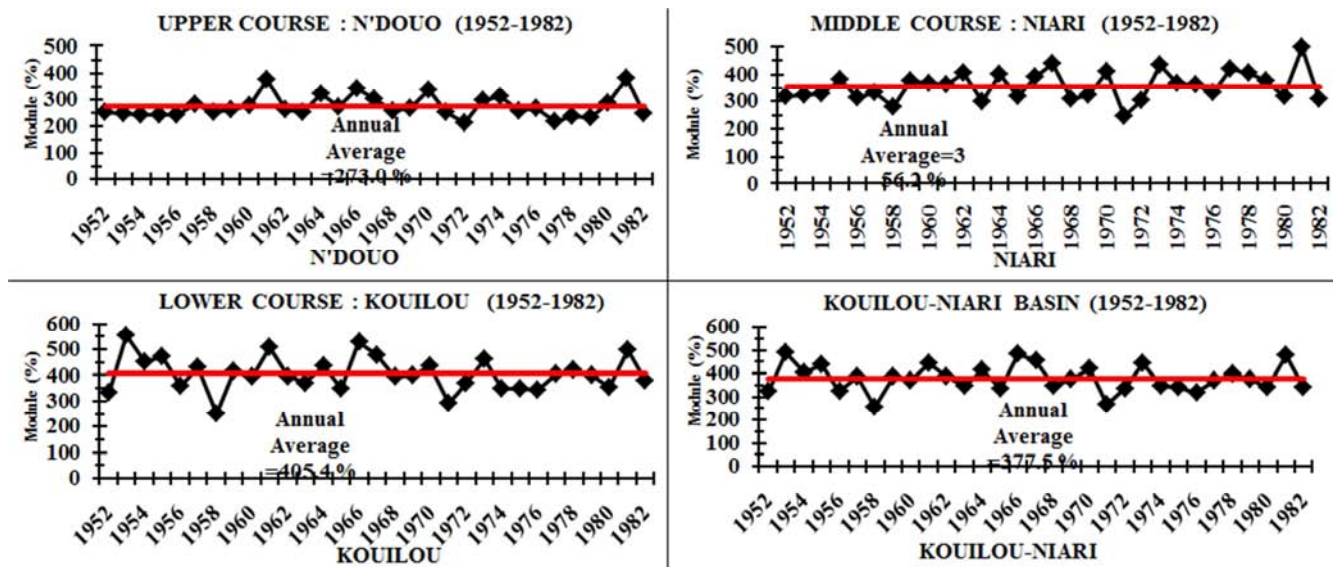 UPPER COURSE : N'DOUO (1952-1982)
Module (%)
500
400
300
200
100
0
Annual
Average
=273.0 %
1952 1954 1956 1958 1960 1962 1964 1966 1968 1970 1972 1974 1976 1978 1980 1982
N'DOUO
MIDDLE COURSE : NIARI (1952-1982)
Module (%)
500
400
300
200
100
0
Annual
Average=3
56.2 %
1952 1954 1956 1958 1960 1962 1964 1966 1968 1970 1972 1974 1976 1978 1980 1982
NIARI
LOWER COURSE : KOUILOU (1952-1982)
Module (%)
600
500
400
300
200
100
0
Annual
Average
=405.4 %
1952 1954 1956 1958 1960 1962 1964 1966 1968 1970 1972 1974 1976 1978 1980 1982
KOUILOU
KOUILOU-NIARI BASIN (1952-1982)
Module (%)
600
500
400
300
200
100
0
Annual
Average
=377.5 %
1952 1954 1956 1958 1960 1962 1964 1966 1968 1970 1972 1974 1976 1978 1980 1982
KOUILOU-NIARI